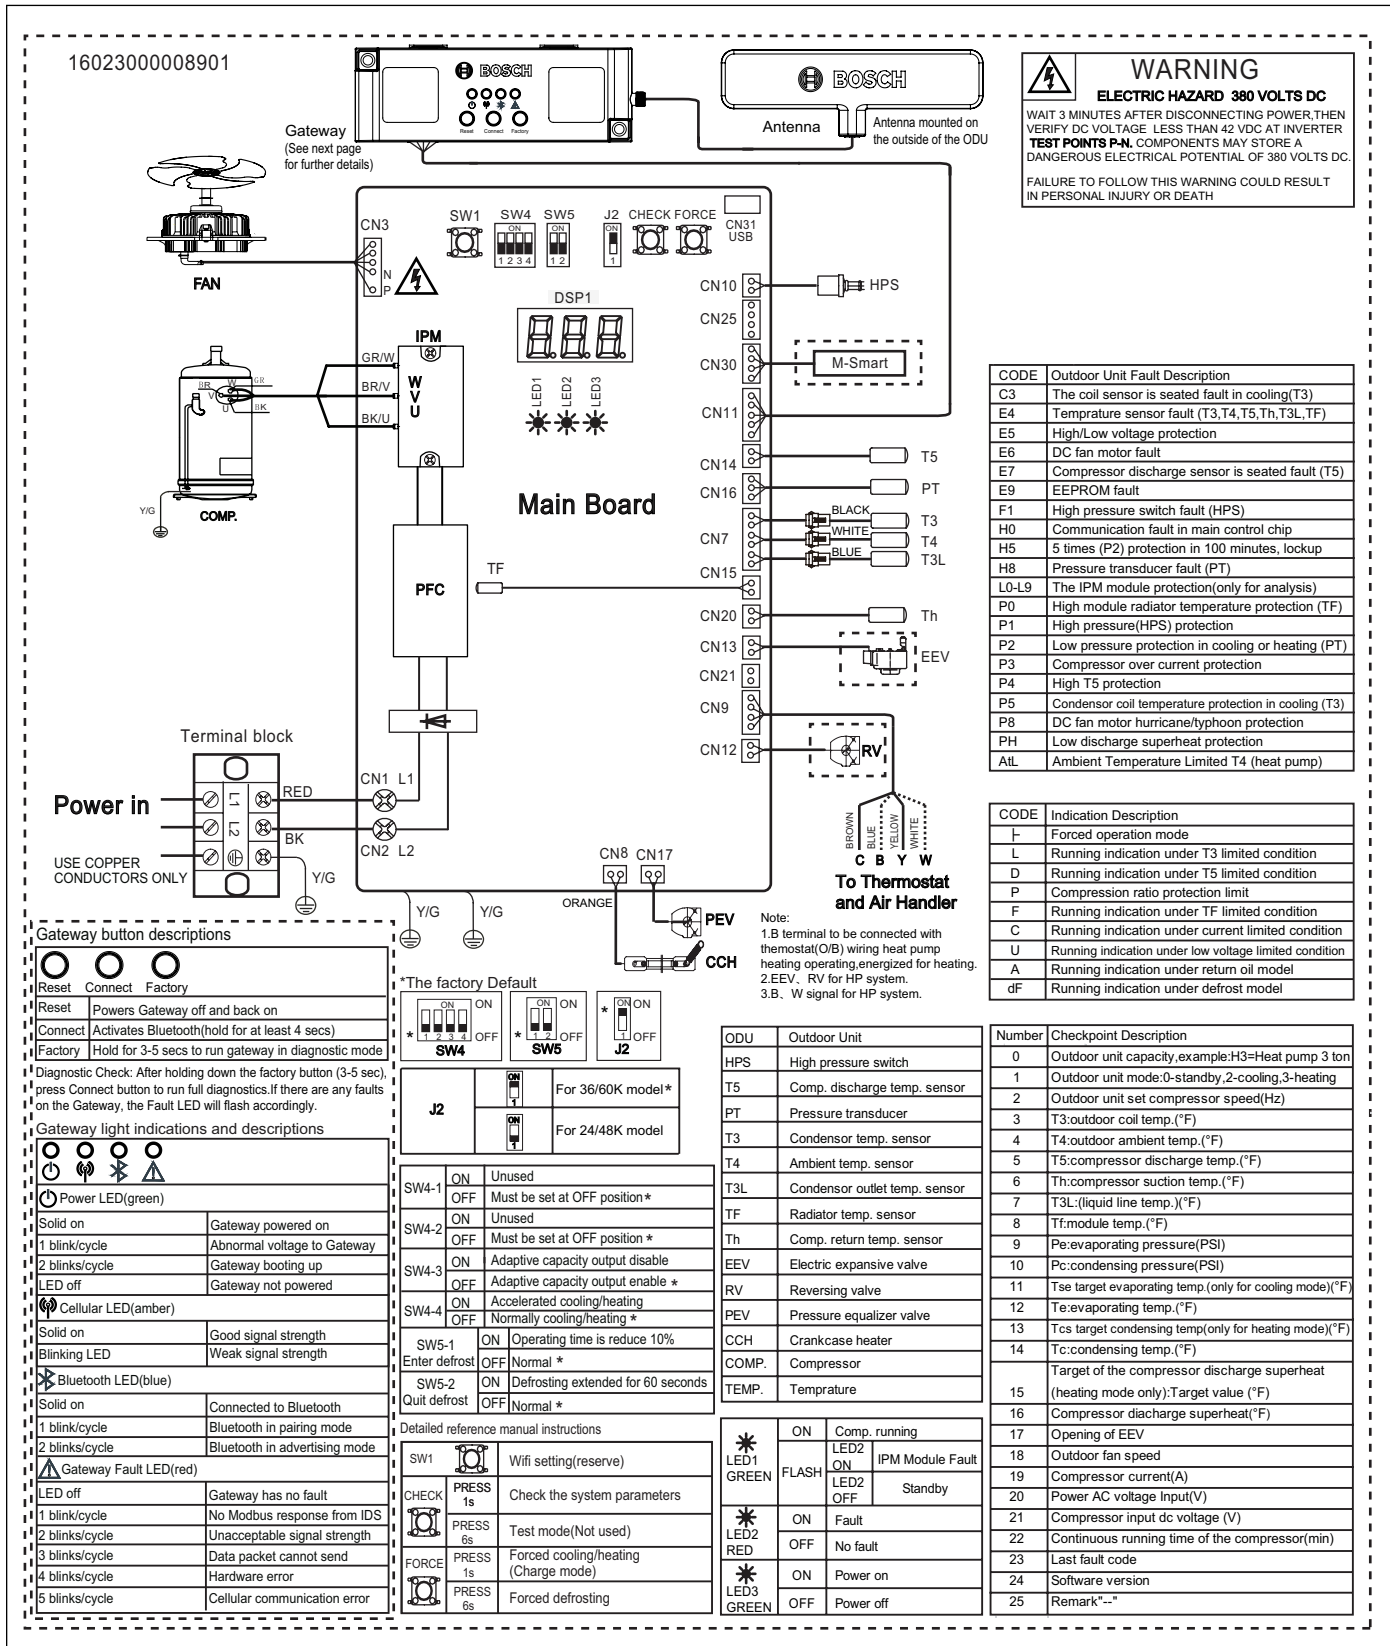 16023000008901
BOSCH
Reset Connect Factory
Gateway
(See next page
for further details)
BOSCH
Antenna
Antenna mounted on
the outside of the ODU
WARNING
ELECTRIC HAZARD 380 VOLTS DC
WAIT 3 MINUTES AFTER DISCONNECTING POWER,THEN
VERIFY DC VOLTAGE LESS THAN 42 VDC AT INVERTER
TEST POINTS P-N. COMPONENTS MAY STORE A
DANGEROUS ELECTRICAL POTENTIAL OF 380 VOLTS DC.
FAILURE TO FOLLOW THIS WARNING COULD RESULT
IN PERSONAL INJURY OR DEATH
FAN
CN3
N
P
SW1
SW4
ON
1 2 3 4
SW5
ON
1 2
J2
ON
1
CHECK
FORCE
CN31
USB
DSP1
LED1
LED2
LED3
IPM
W
V
U
GR/W
BR/V
BK/U
BR
W
GR
V
U
BK
Y/G
COMP.
Main Board
PFC
TF
CN10
HPS
CN25
CN30
M-Smart
CN11
CN14
T5
CN16
PT
CN7
BLACK
T3
WHITE
T4
BLUE
T3L
CN15
CN20
Th
CN13
EEV
CN21
CN9
CN12
RV
Terminal block
Power in
L1
L2
RED
BK
Y/G
USE COPPER
CONDUCTORS ONLY
CN1 L1
CN2 L2
Y/G
Y/G
CN8
CN17
ORANGE
PEV
CCH
BROWN
BLUE
YELLOW
WHITE
C B Y W
To Thermostat
and Air Handler
Note:
1.B terminal to be connected with
themostat(O/B) wiring heat pump
heating operating,energized for heating.
2.EEV、RV for HP system.
3.B、W signal for HP system.
CODE Outdoor Unit Fault Description
C3 The coil sensor is seated fault in cooling(T3)
E4 Temprature sensor fault (T3,T4,T5,Th,T3L,TF)
E5 High/Low voltage protection
E6 DC fan motor fault
E7 Compressor discharge sensor is seated fault (T5)
E9 EEPROM fault
F1 High pressure switch fault (HPS)
H0 Communication fault in main control chip
H5 5 times (P2) protection in 100 minutes, lockup
H8 Pressure transducer fault (PT)
L0-L9 The IPM module protection(only for analysis)
P0 High module radiator temperature protection (TF)
P1 High pressure(HPS) protection
P2 Low pressure protection in cooling or heating (PT)
P3 Compressor over current protection
P4 High T5 protection
P5 Condensor coil temperature protection in cooling (T3)
P8 DC fan motor hurricane/typhoon protection
PH Low discharge superheat protection
AtL Ambient Temperature Limited T4 (heat pump)
CODE Indication Description
├ Forced operation mode
L Running indication under T3 limited condition
D Running indication under T5 limited condition
P Compression ratio protection limit
F Running indication under TF limited condition
C Running indication under current limited condition
U Running indication under low voltage limited condition
A Running indication under return oil model
dF Running indication under defrost model
Gateway button descriptions
Reset Connect Factory
Reset Powers Gateway off and back on
Connect Activates Bluetooth(hold for at least 4 secs)
Factory Hold for 3-5 secs to run gateway in diagnostic mode
Diagnostic Check: After holding down the factory button (3-5 sec),
press Connect button to run full diagnostics.If there are any faults
on the Gateway, the Fault LED will flash accordingly.
Gateway light indications and descriptions
Power LED(green)
Solid on Gateway powered on
1 blink/cycle Abnormal voltage to Gateway
2 blinks/cycle Gateway booting up
LED off Gateway not powered
Cellular LED(amber)
Solid on Good signal strength
Blinking LED Weak signal strength
Bluetooth LED(blue)
Solid on Connected to Bluetooth
1 blink/cycle Bluetooth in pairing mode
2 blinks/cycle Bluetooth in advertising mode
Gateway Fault LED(red)
LED off Gateway has no fault
1 blink/cycle No Modbus response from IDS
2 blinks/cycle Unacceptable signal strength
3 blinks/cycle Data packet cannot send
4 blinks/cycle Hardware error
5 blinks/cycle Cellular communication error
*The factory Default
ON ON
* 1 2 3 4 OFF
SW4
ON ON
* 1 2 OFF
SW5
* ON ON
1 OFF
J2
J2
ON 1 For 36/60K model*
ON 1 For 24/48K model
SW4-1 ON Unused
OFF Must be set at OFF position*
SW4-2 ON Unused
OFF Must be set at OFF position*
SW4-3 ON Adaptive capacity output disable
OFF Adaptive capacity output enable *
SW4-4 ON Accelerated cooling/heating
OFF Normally cooling/heating *
SW5-1 Enter defrost ON Operating time is reduce 10%
OFF Normal *
SW5-2 Quit defrost ON Defrosting extended for 60 seconds
OFF Normal *
Detailed reference manual instructions
SW1 Wifi setting(reserve)
CHECK PRESS 1s Check the system parameters
PRESS 6s Test mode(Not used)
FORCE PRESS 1s Forced cooling/heating
(Charge mode)
PRESS 6s Forced defrosting
ODU Outdoor Unit
HPS High pressure switch
T5 Comp. discharge temp. sensor
PT Pressure transducer
T3 Condensor temp. sensor
T4 Ambient temp. sensor
T3L Condensor outlet temp. sensor
TF Radiator temp. sensor
Th Comp. return temp. sensor
EEV Electric expansive valve
RV Reversing valve
PEV Pressure equalizer valve
CCH Crankcase heater
COMP. Compressor
TEMP. Temprature
LED1 GREEN ON Comp. running
FLASH LED2 ON IPM Module Fault
LED2 OFF Standby
LED2 RED ON Fault
OFF No fault
LED3 GREEN ON Power on
OFF Power off
Number Checkpoint Description
0 Outdoor unit capacity,example:H3=Heat pump 3 ton
1 Outdoor unit mode:0-standby,2-cooling,3-heating
2 Outdoor unit set compressor speed(Hz)
3 T3:outdoor coil temp.(°F)
4 T4:outdoor ambient temp.(°F)
5 T5:compressor discharge temp.(°F)
6 Th:compressor suction temp.(°F)
7 T3L:(liquid line temp.)(°F)
8 Tf:module temp.(°F)
9 Pe:evaporating pressure(PSI)
10 Pc:condensing pressure(PSI)
11 Tse target evaporating temp.(only for cooling mode)(°F)
12 Te:evaporating temp.(°F)
13 Tcs target condensing temp(only for heating mode)(°F)
14 Tc:condensing temp.(°F)
Target of the compressor discharge superheat
15 (heating mode only):Target value (°F)
16 Compressor diacharge superheat(°F)
17 Opening of EEV
18 Outdoor fan speed
19 Compressor current(A)
20 Power AC voltage Input(V)
21 Compressor input dc voltage (V)
22 Continuous running time of the compressor(min)
23 Last fault code
24 Software version
25 Remark"--"